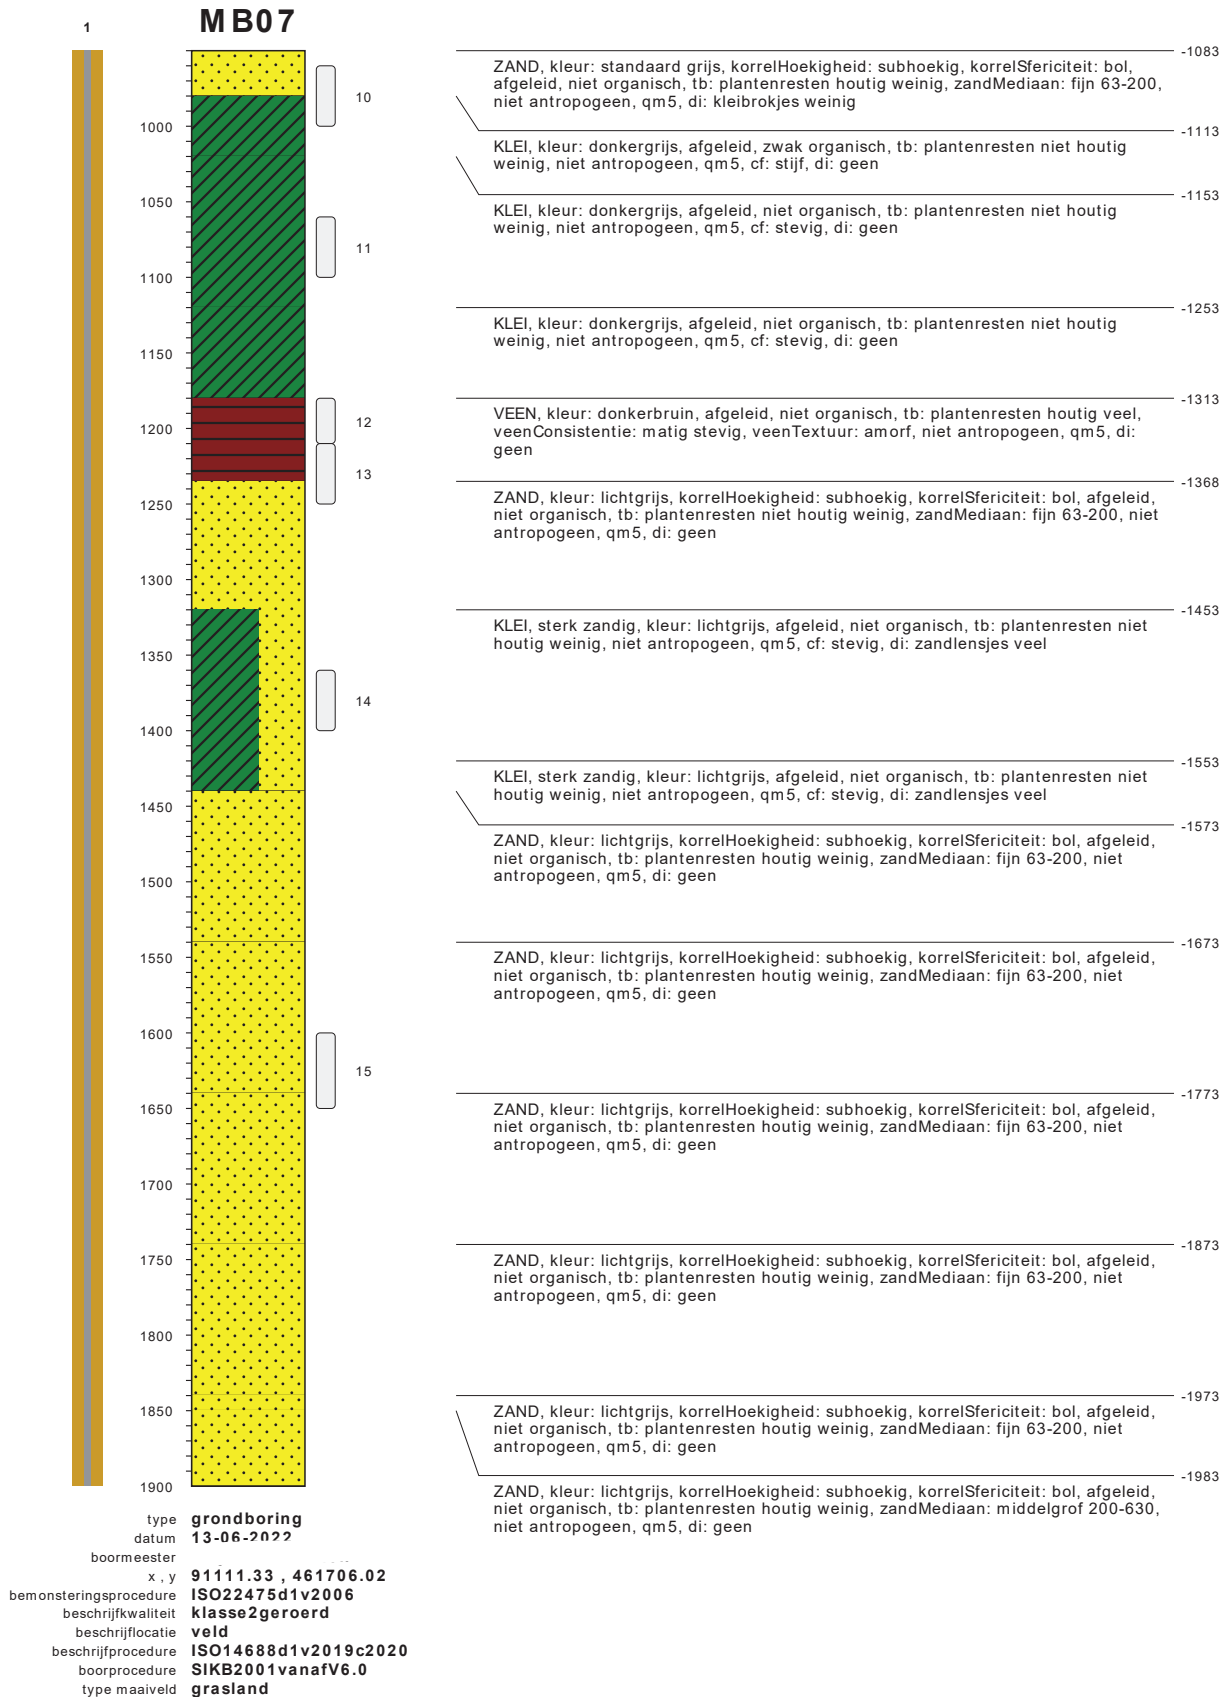 1
MB07
-1083
ZAND, kleur: standaard grijs, korrelHoekigheid: subhoekig, korrelSfericiteit: bol,
afgeleid, niet organisch, tb: plantenresten houtig weinig, zandMediaan: fijn 63-200,
niet antropogeen, qm5, di: kleibrokjes weinig
10
1000
-1113
KLEI, kleur: donkergrijs, afgeleid, zwak organisch, tb: plantenresten niet houtig
weinig, niet antropogeen, qm5, cf: stijf, di: geen
-1153
1050
KLEI, kleur: donkergrijs, afgeleid, niet organisch, tb: plantenresten niet houtig
weinig, niet antropogeen, qm5, cf: stevig, di: geen
11
1100
-1253
KLEI, kleur: donkergrijs, afgeleid, niet organisch, tb: plantenresten niet houtig
weinig, niet antropogeen, qm5, cf: stevig, di: geen
1150
-1313
VEEN, kleur: donkerbruin, afgeleid, niet organisch, tb: plantenresten houtig veel,
veenConsistentie: matig stevig, veenTextuur: amorf, niet antropogeen, qm5, di:
geen
12
1200
13
-1368
ZAND, kleur: lichtgrijs, korrelHoekigheid: subhoekig, korrelSfericiteit: bol, afgeleid,
niet organisch, tb: plantenresten niet houtig weinig, zandMediaan: fijn 63-200, niet
antropogeen, qm5, di: geen
1250
1300
-1453
KLEI, sterk zandig, kleur: lichtgrijs, afgeleid, niet organisch, tb: plantenresten niet
houtig weinig, niet antropogeen, qm5, cf: stevig, di: zandlensjes veel
1350
14
1400
-1553
KLEI, sterk zandig, kleur: lichtgrijs, afgeleid, niet organisch, tb: plantenresten niet
houtig weinig, niet antropogeen, qm5, cf: stevig, di: zandlensjes veel
1450
-1573
ZAND, kleur: lichtgrijs, korrelHoekigheid: subhoekig, korrelSfericiteit: bol, afgeleid,
niet organisch, tb: plantenresten houtig weinig, zandMediaan: fijn 63-200, niet
antropogeen, qm5, di: geen
1500
-1673
ZAND, kleur: lichtgrijs, korrelHoekigheid: subhoekig, korrelSfericiteit: bol, afgeleid,
niet organisch, tb: plantenresten houtig weinig, zandMediaan: fijn 63-200, niet
antropogeen, qm5, di: geen
1550
1600
15
-1773
ZAND, kleur: lichtgrijs, korrelHoekigheid: subhoekig, korrelSfericiteit: bol, afgeleid,
niet organisch, tb: plantenresten houtig weinig, zandMediaan: fijn 63-200, niet
antropogeen, qm5, di: geen
1650
1700
-1873
ZAND, kleur: lichtgrijs, korrelHoekigheid: subhoekig, korrelSfericiteit: bol, afgeleid,
niet organisch, tb: plantenresten houtig weinig, zandMediaan: fijn 63-200, niet
antropogeen, qm5, di: geen
1750
1800
-1973
ZAND, kleur: lichtgrijs, korrelHoekigheid: subhoekig, korrelSfericiteit: bol, afgeleid,
niet organisch, tb: plantenresten houtig weinig, zandMediaan: fijn 63-200, niet
antropogeen, qm5, di: geen
1850
-1983
ZAND, kleur: lichtgrijs, korrelHoekigheid: subhoekig, korrelSfericiteit: bol, afgeleid,
niet organisch, tb: plantenresten houtig weinig, zandMediaan: middelgrof 200-630,
niet antropogeen, qm5, di: geen
1900
type grondboring
datum 13-06-2022
boormeester
x , y 91111.33 , 461706.02
bemonsteringsprocedure ISO22475d1v2006
beschrijfkwaliteit klasse2geroerd
beschrijflocatie veld
beschrijfprocedure ISO14688d1v2019c2020
boorprocedure SIKB2001vanafV6.0
type maaiveld grasland